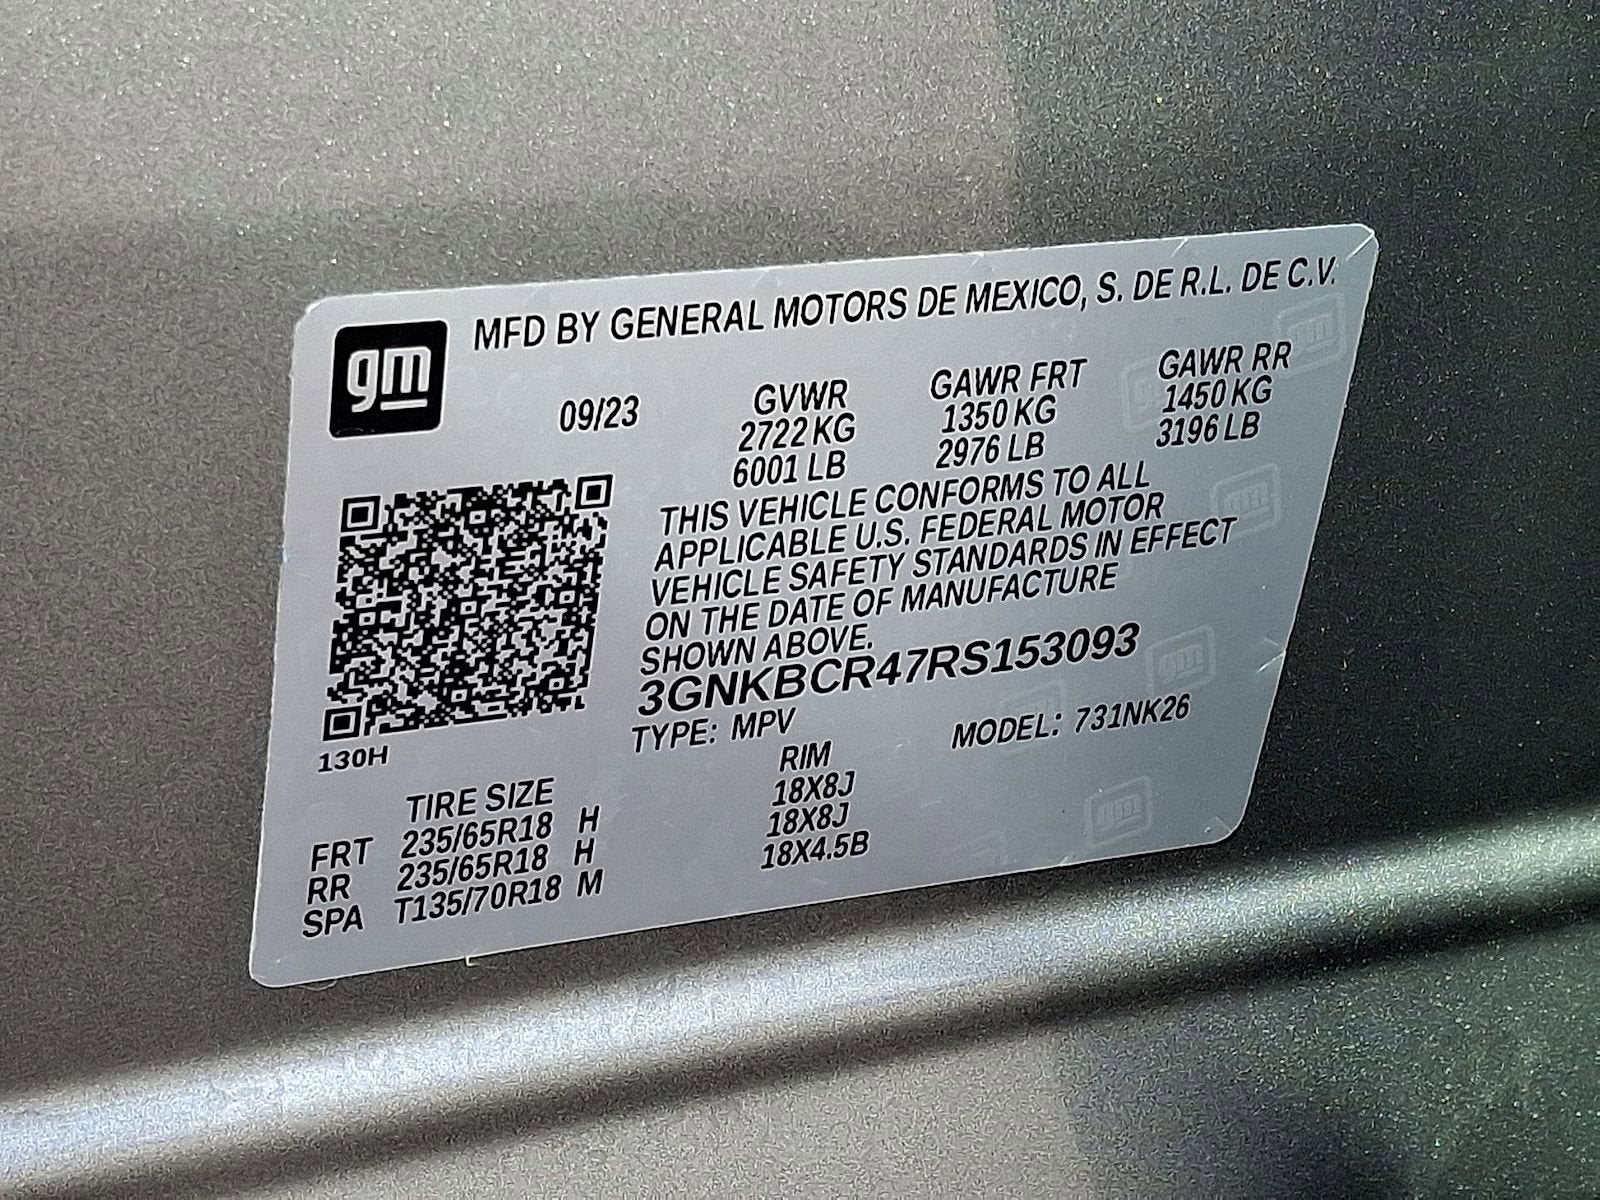 gm MFD BY GENERAL MOTORS DE MEXICO, S. DE R.L. DE C.V.
09/23 GVWR GAWR FRT GAWR RR
2722 KG 1350 KG 1450 KG
6001 LB 2976 LB 3196 LB
THIS VEHICLE CONFORMS TO ALL
APPLICABLE U.S. FEDERAL MOTOR
VEHICLE SAFETY STANDARDS IN EFFECT
ON THE DATE OF MANUFACTURE
SHOWN ABOVE.
3GNKBCR47RS153093
130H
TYPE: MPV MODEL: 731NK26
TIRE SIZE RIM
FRT 235/65R18 H 18X8J
RR 235/65R18 H 18X8J
SPA T135/70R18 M 18X4.5B